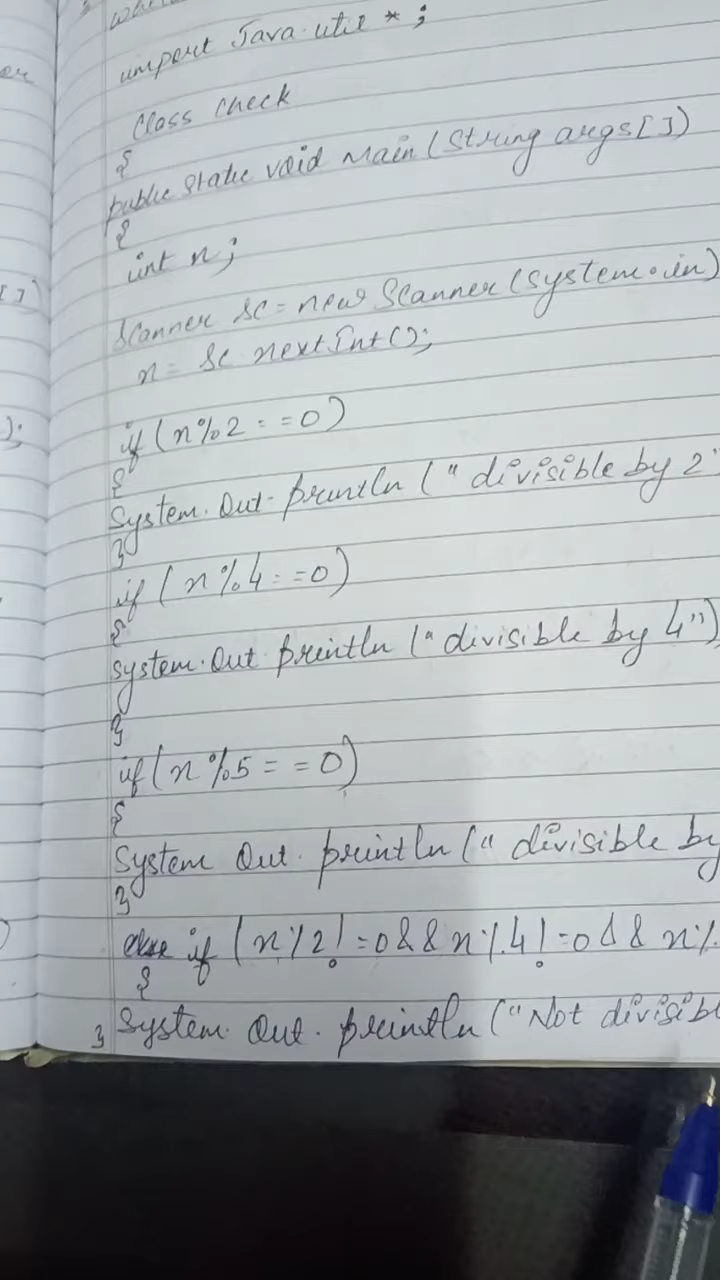 import Java.util *;
Class Check
{
public static void main (String args[])
{
int n;
Scanner Sc = new Scanner (System.in)
n = Sc.nextInt();
if (n%2==0)
{
System.Out.println ("divisible by 2"
}
if (n%4==0)
{
System.Out.println ("divisible by 4")
}
if (n%5==0)
{
System Out.println ("divisible by
}
else if (n%2!=0&&n%4!=0&&n%
{
System.Out.println ("Not
}